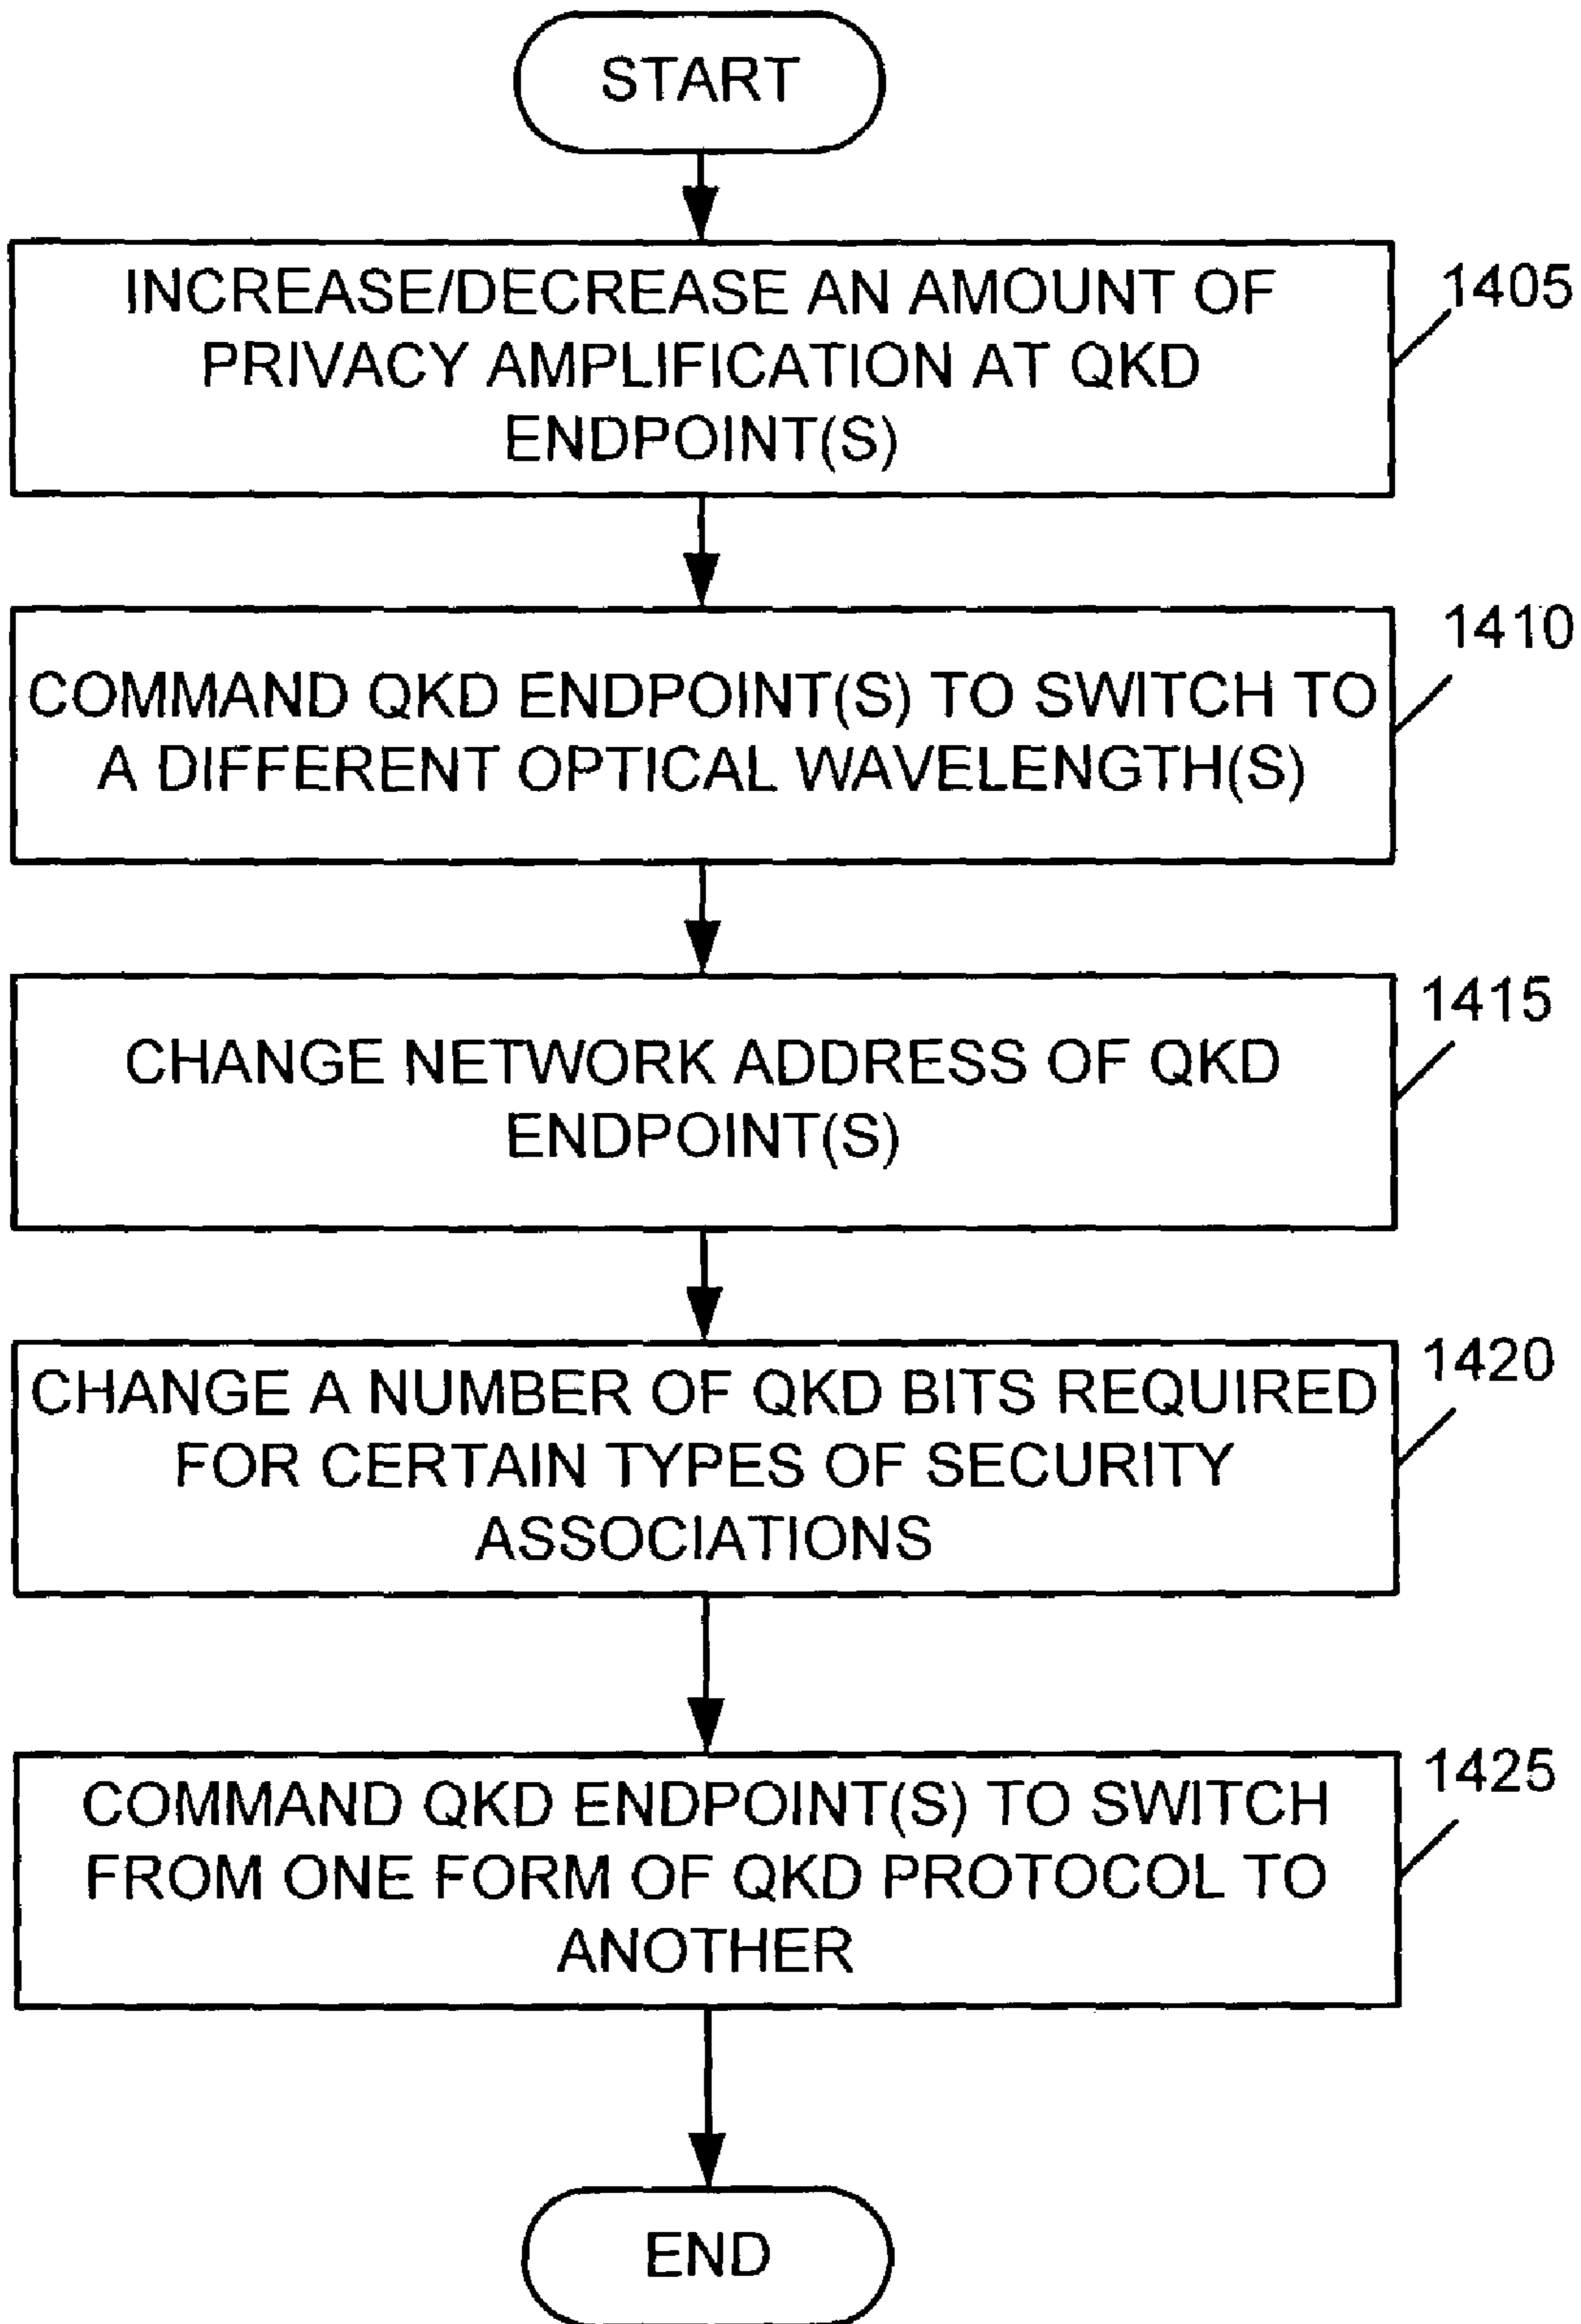 START
INCREASE/DECREASE AN AMOUNT OF
PRIVACY AMPLIFICATION AT QKD
ENDPOINT(S)
1405
COMMAND QKD ENDPOINT(S) TO SWITCH TO
A DIFFERENT OPTICAL WAVELENGTH(S)
1410
CHANGE NETWORK ADDRESS OF QKD
ENDPOINT(S)
1415
CHANGE A NUMBER OF QKD BITS REQUIRED
FOR CERTAIN TYPES OF SECURITY
ASSOCIATIONS
1420
COMMAND QKD ENDPOINT(S) TO SWITCH
FROM ONE FORM OF QKD PROTOCOL TO
ANOTHER
1425
END